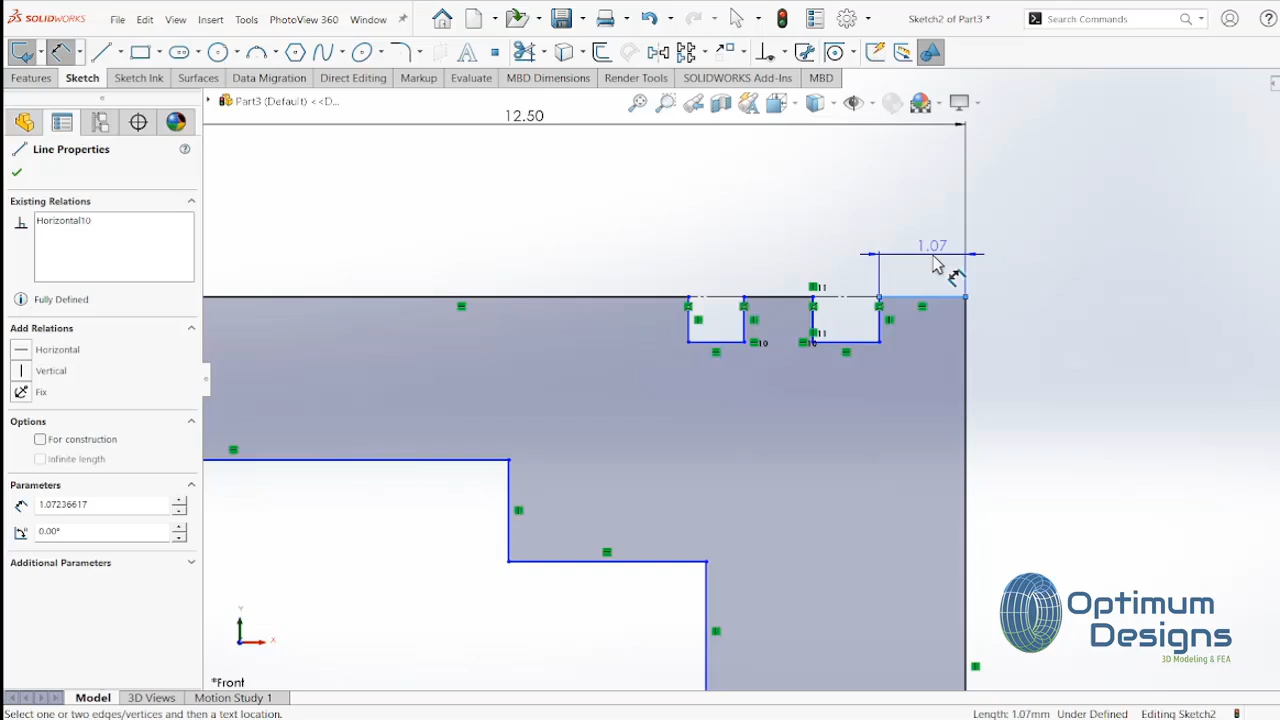 SOLIDWORKS File Edit View Insert Tools PhotoView 360 Window Sketch2 of Part3 * Search Commands
Features Sketch Sketch Ink Surfaces Data Migration Direct Editing Markup Evaluate MBD Dimensions Render Tools SOLIDWORKS Add-Ins MBD
Part3 (Default) <<D...
12.50
Line Properties
Existing Relations
Horizontal10
1.07
11
11
10
10
Fully Defined
Add Relations
Horizontal
Vertical
Fix
Options
For construction
Infinite length
Parameters
1.07236617
0.00°
Additional Parameters
Y
X
*Front
Optimum
Designs
3D Modeling & FEA
Model 3D Views Motion Study 1
Select one or two edges/vertices and then a text location. Length: 1.07mm Under Defined Editing Sketch2